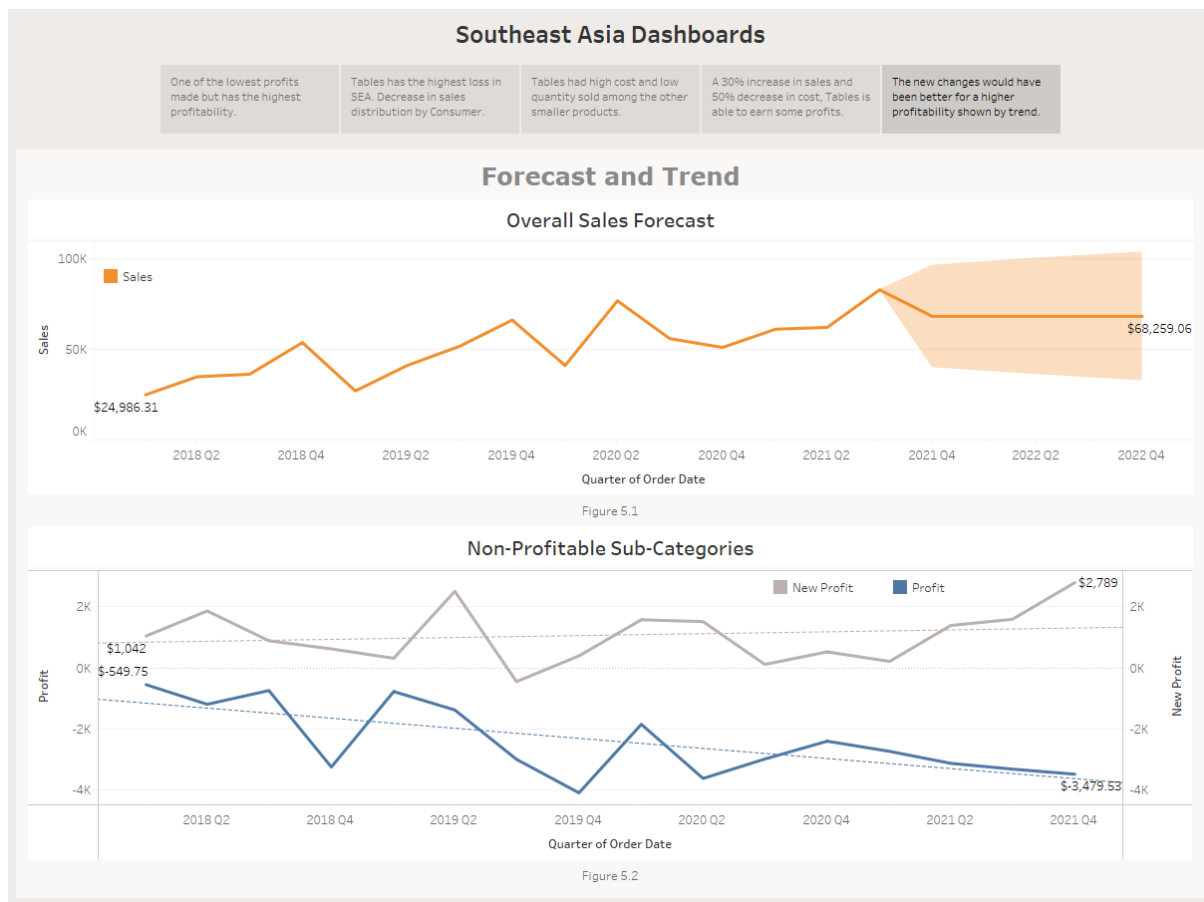 Southeast Asia Dashboards
One of the lowest profits
made but has the highest
profitability.
Tables has the highest loss in
SEA. Decrease in sales
distribution by Consumer.
Tables had high cost and low
quantity sold among the other
smaller products.
A 30% increase in sales and
50% decrease in cost, Tables is
able to earn some profits.
The new changes would have
been better for a higher
profitability shown by trend.
Forecast and Trend
Overall Sales Forecast
100K
Sales
Sales
50K
$68,259.06
$24,986.31
0K
2018 Q2
2018 Q4
2019 Q2
2019 Q4
2020 Q2
2020 Q4
2021 Q2
2021 Q4
2022 Q2
2022 Q4
Quarter of Order Date
Figure 5.1
Non-Profitable Sub-Categories
New Profit
Profit
$2,789
2K
2K
$1,042
0K
0K
$-549.75
Profit
New Profit
-2K
-2K
-4K
$-3,479.53
-4K
2018 Q2
2018 Q4
2019 Q2
2019 Q4
2020 Q2
2020 Q4
2021 Q2
2021 Q4
Quarter of Order Date
Figure 5.2